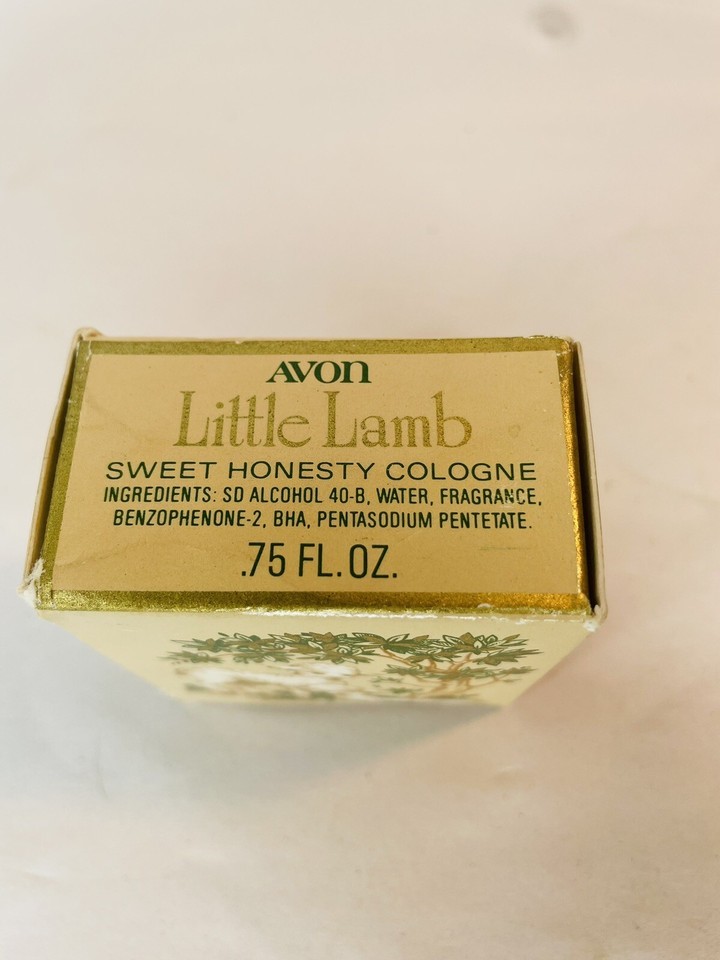 AVON
Little Lamb
SWEET HONESTY COLOGNE
INGREDIENTS: SD ALCOHOL 40-B, WATER, FRAGRANCE,
BENZOPHENONE-2, BHA, PENTASODIUM PENTETATE.
.75 FL. OZ.